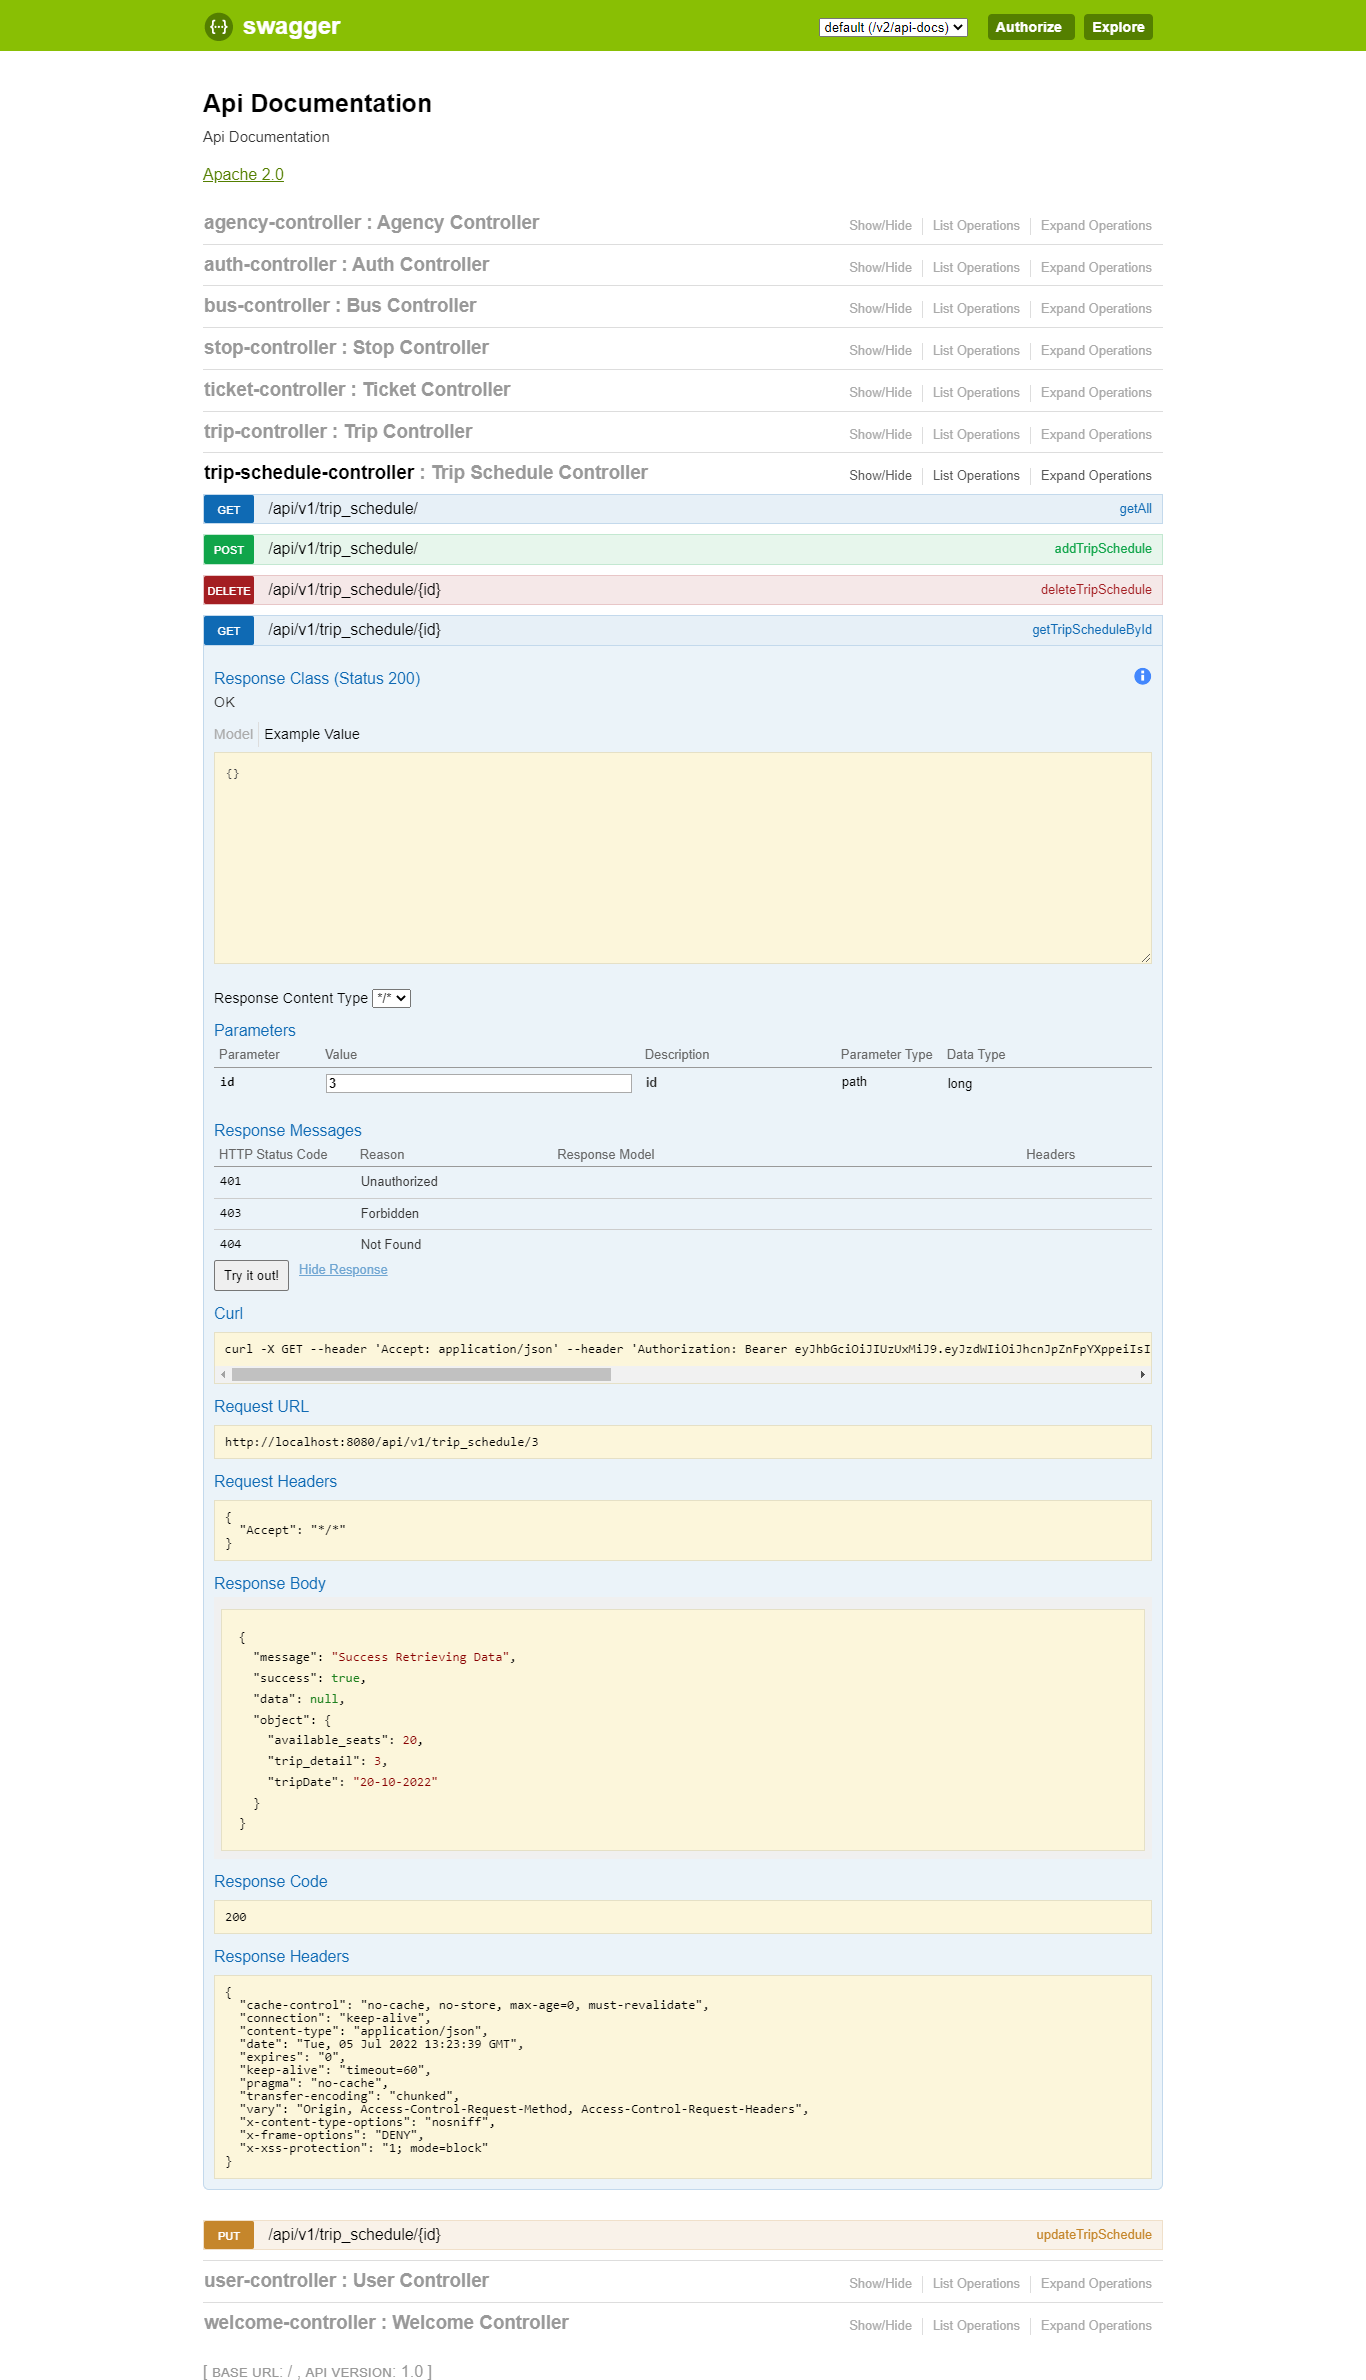 swagger
default (/v2/api-docs)
Authorize
Explore
Api Documentation
Api Documentation
Apache 2.0
agency-controller : Agency Controller Show/Hide List Operations Expand Operations
auth-controller : Auth Controller Show/Hide List Operations Expand Operations
bus-controller : Bus Controller Show/Hide List Operations Expand Operations
stop-controller : Stop Controller Show/Hide List Operations Expand Operations
ticket-controller : Ticket Controller Show/Hide List Operations Expand Operations
trip-controller : Trip Controller Show/Hide List Operations Expand Operations
trip-schedule-controller : Trip Schedule Controller Show/Hide List Operations Expand Operations
GET /api/v1/trip_schedule/ getAll
POST /api/v1/trip_schedule/ addTripSchedule
DELETE /api/v1/trip_schedule/{id} deleteTripSchedule
GET /api/v1/trip_schedule/{id} getTripScheduleById
Response Class (Status 200)
OK
Model Example Value
{}
Response Content Type */*
Parameters
Parameter Value Description Parameter Type Data Type
id 3 id path long
Response Messages
HTTP Status Code Reason Response Model Headers
401 Unauthorized
403 Forbidden
404 Not Found
Try it out! Hide Response
Curl
curl -X GET --header 'Accept: application/json' --header 'Authorization: Bearer eyJhbGciOiJIUzUxMiJ9.eyJzdWIiOiJhcnJpZnFpYXppeiIsI
Request URL
http://localhost:8080/api/v1/trip_schedule/3
Request Headers
{
  "Accept": "*/*"
}
Response Body
{
  "message": "Success Retrieving Data",
  "success": true,
  "data": null,
  "object": {
    "available_seats": 20,
    "trip_detail": 3,
    "tripDate": "20-10-2022"
  }
}
Response Code
200
Response Headers
{
  "cache-control": "no-cache, no-store, max-age=0, must-revalidate",
  "connection": "keep-alive",
  "content-type": "application/json",
  "date": "Tue, 05 Jul 2022 13:23:39 GMT",
  "expires": "0",
  "keep-alive": "timeout=60",
  "pragma": "no-cache",
  "transfer-encoding": "chunked",
  "vary": "Origin, Access-Control-Request-Method, Access-Control-Request-Headers",
  "x-content-type-options": "nosniff",
  "x-frame-options": "DENY",
  "x-xss-protection": "1; mode=block"
}
PUT /api/v1/trip_schedule/{id} updateTripSchedule
user-controller : User Controller Show/Hide List Operations Expand Operations
welcome-controller : Welcome Controller Show/Hide List Operations Expand Operations
[ BASE URL: / , API VERSION: 1.0 ]